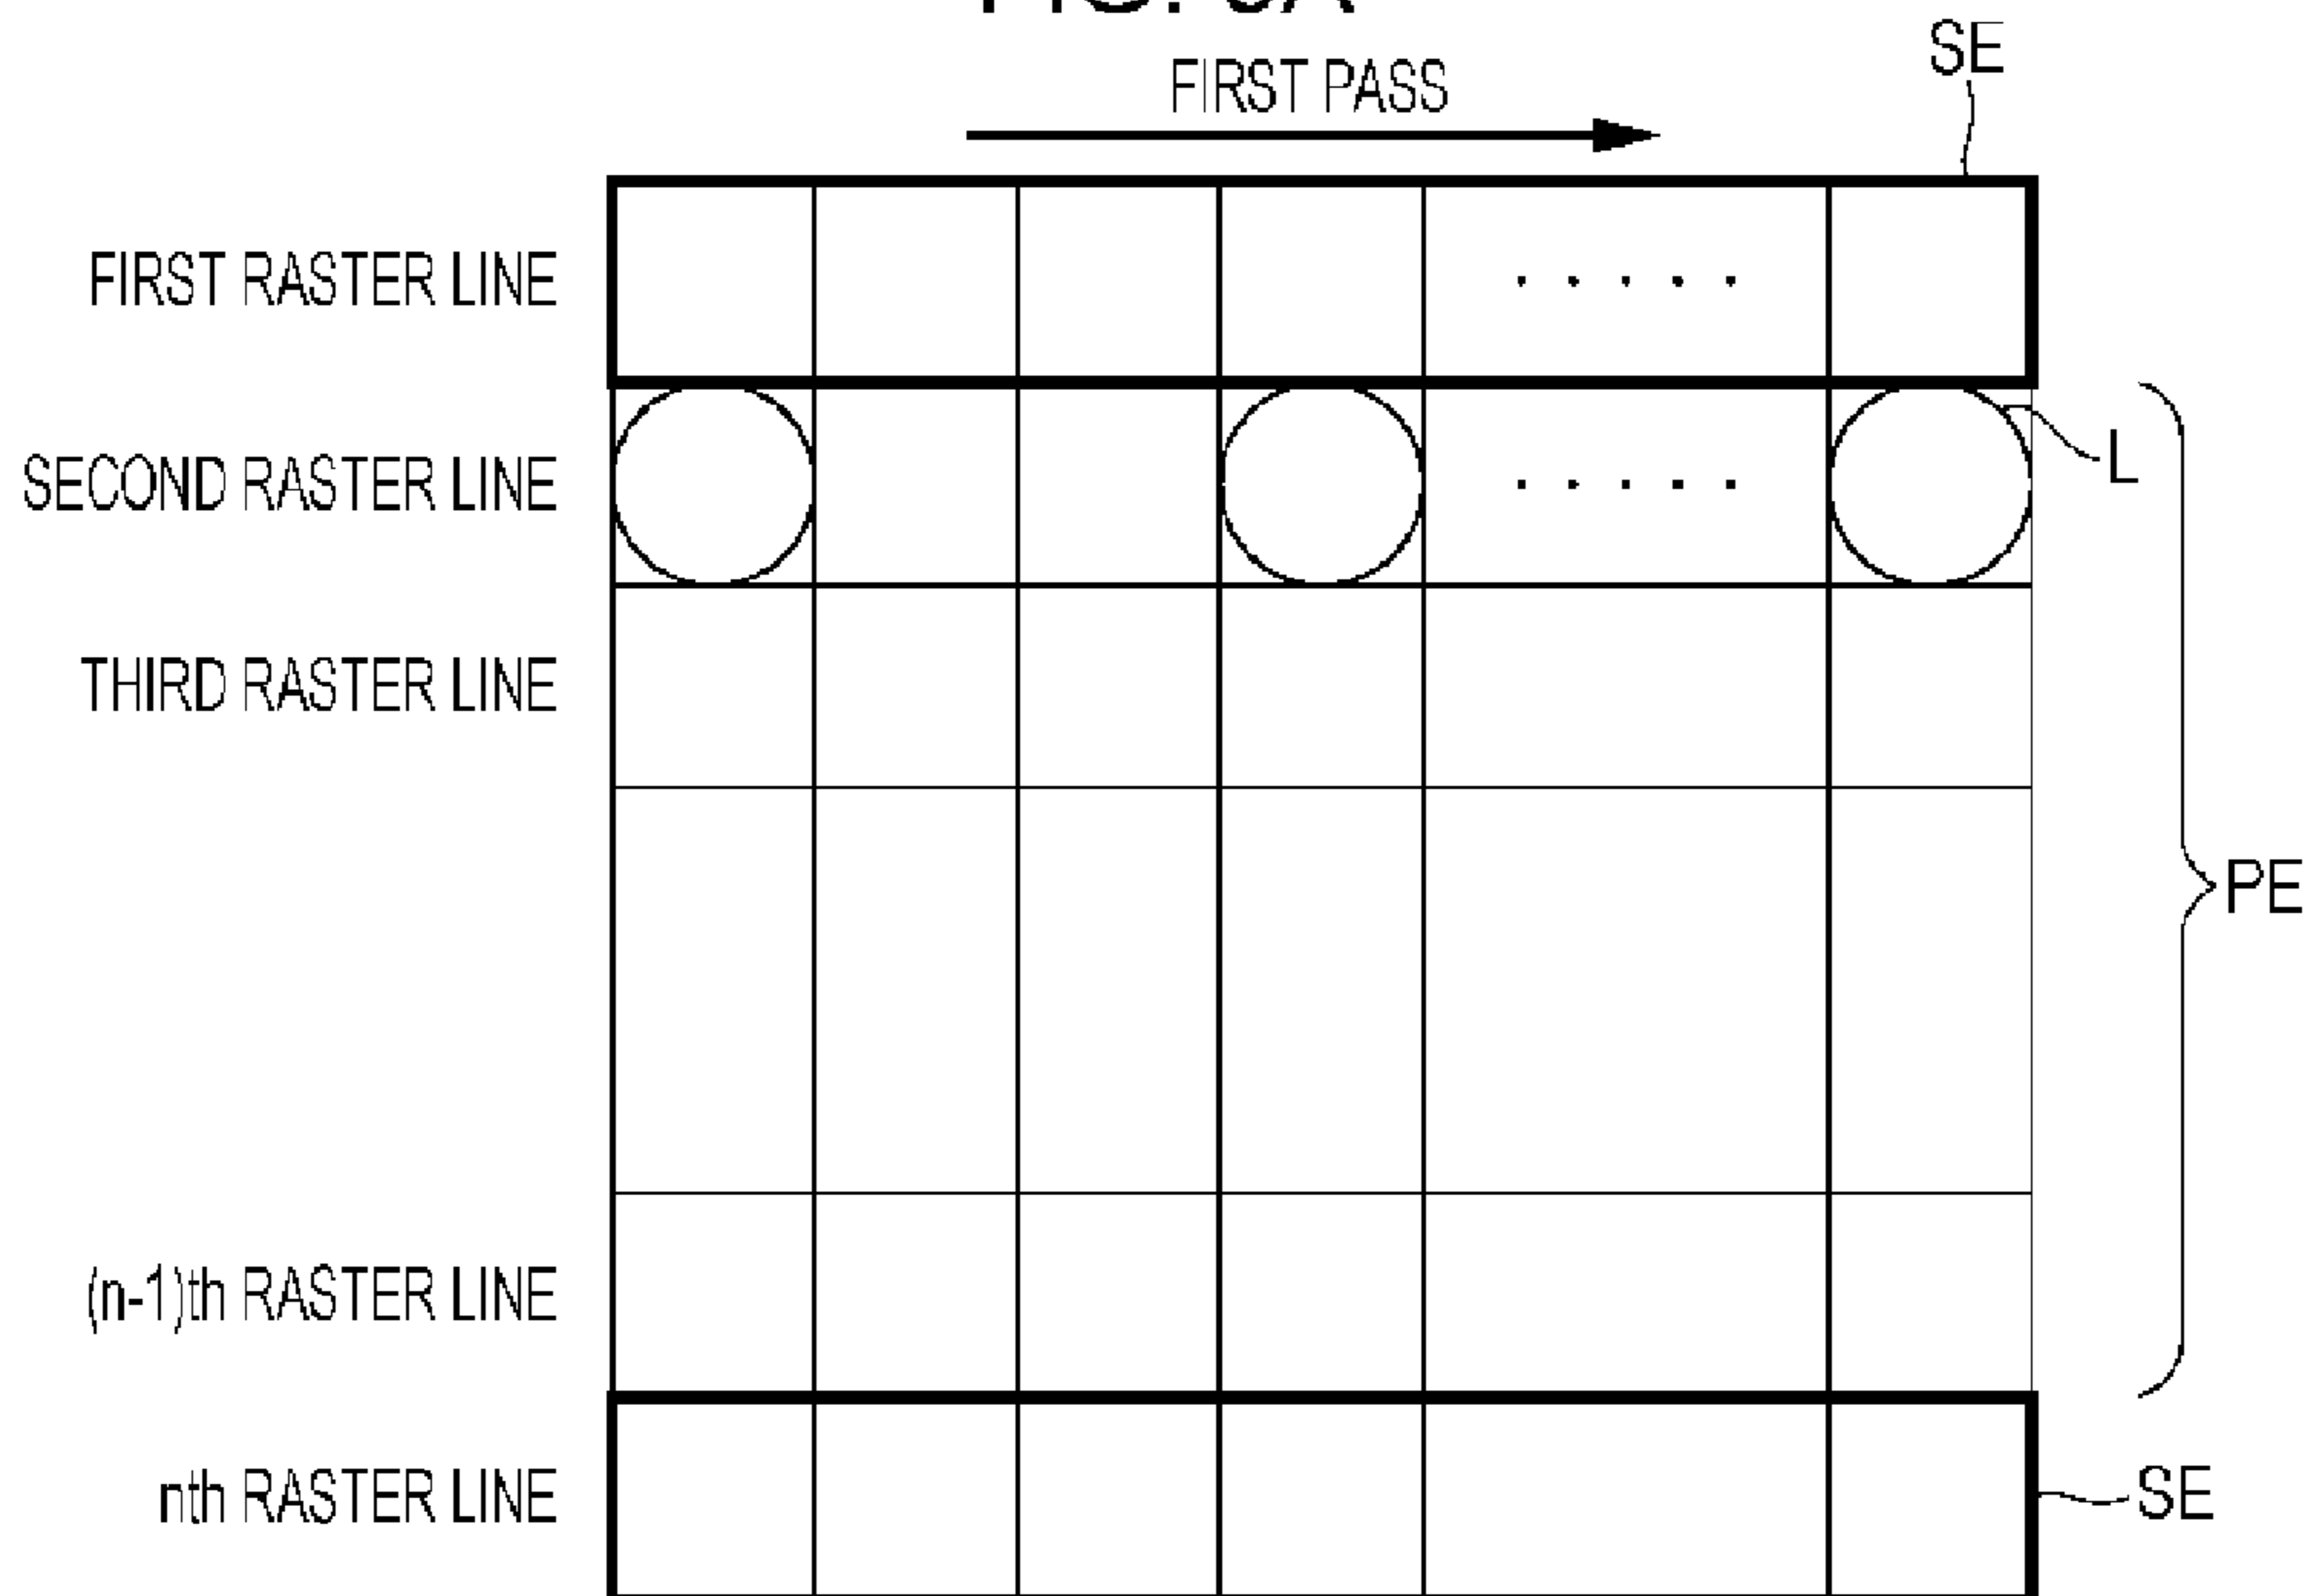 FIRST PASS
SE
FIRST RASTER LINE
SECOND RASTER LINE
L
THIRD RASTER LINE
PE
(n-1)th RASTER LINE
nth RASTER LINE
SE